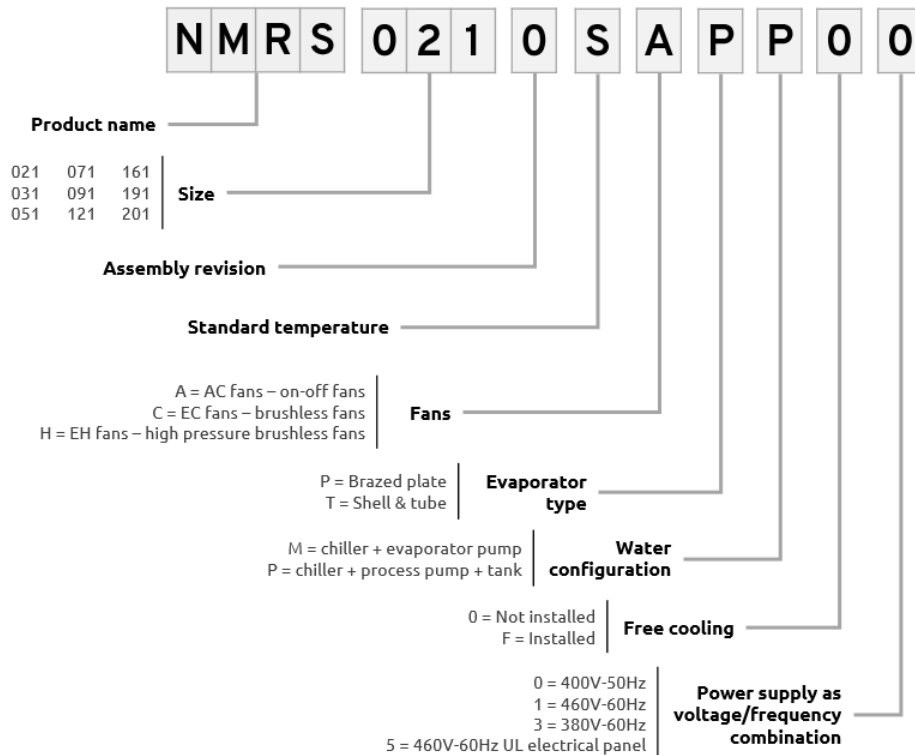 NMRS 021 0 S A P P 0 0
Product name
021 071 161
031 091 191
051 121 201
Size
Assembly revision
Standard temperature
A = AC fans – on-off fans
C = EC fans – brushless fans
H = EH fans – high pressure brushless fans
Fans
P = Brazed plate
T = Shell & tube
Evaporator
type
M = chiller + evaporator pump
P = chiller + process pump + tank
Water
configuration
0 = Not installed
F = Installed
Free cooling
0 = 400V-50Hz
1 = 460V-60Hz
3 = 380V-60Hz
5 = 460V-60Hz UL electrical panel
Power supply as
voltage/frequency
combination